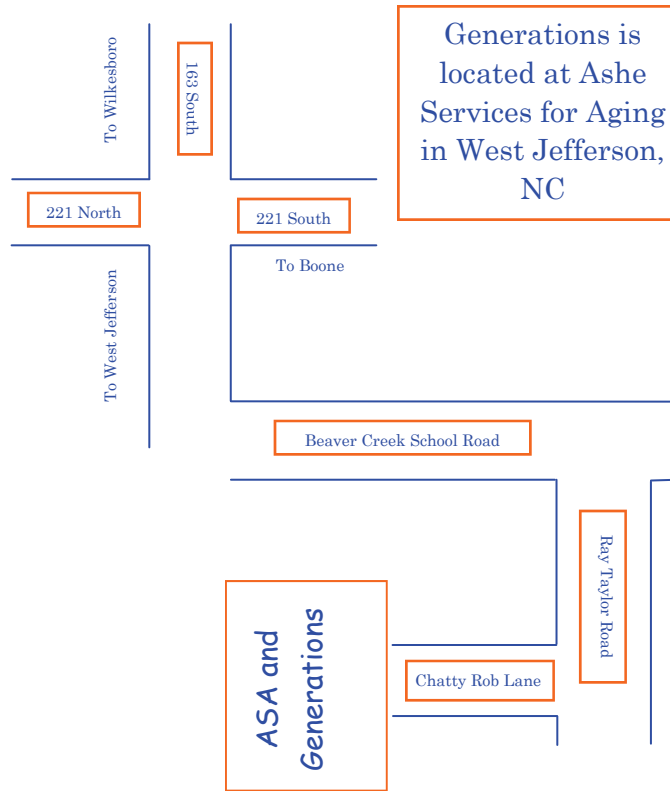 Generations is
located at Ashe
Services for Aging
in West Jefferson,
NC
To Wilkesboro
163 South
221 North
221 South
To Boone
To West Jefferson
Beaver Creek School Road
Ray Taylor Road
ASA and
Generations
Chatty Rob Lane